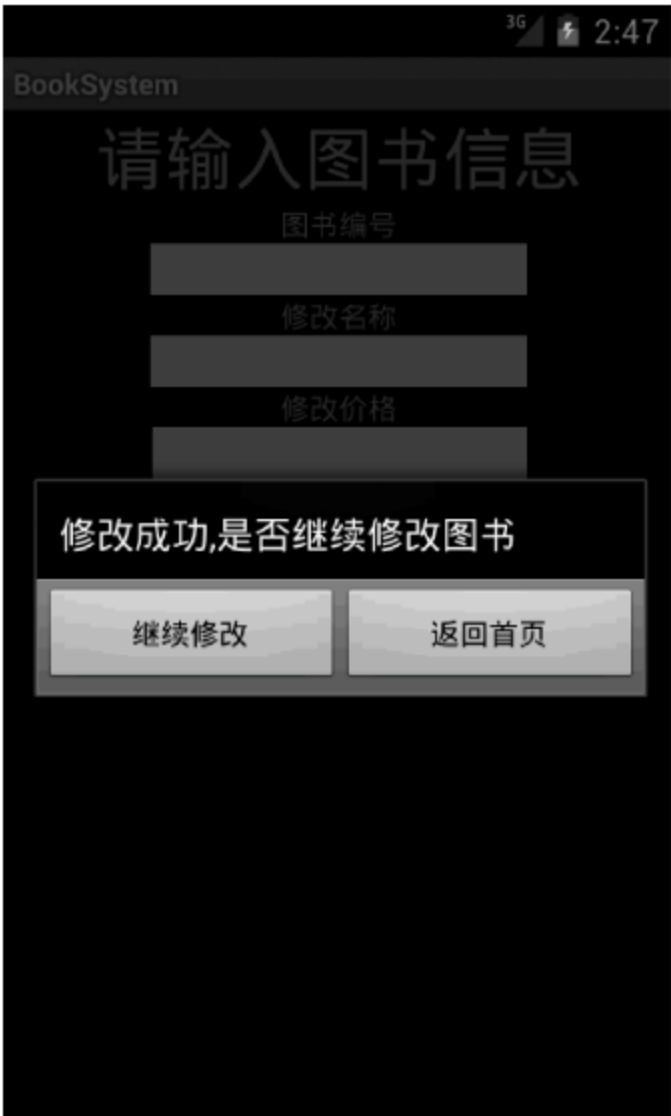 3G 2:47
BookSystem
请输入图书信息
图书编号
修改名称
修改价格
修改成功,是否继续修改图书
继续修改 返回首页